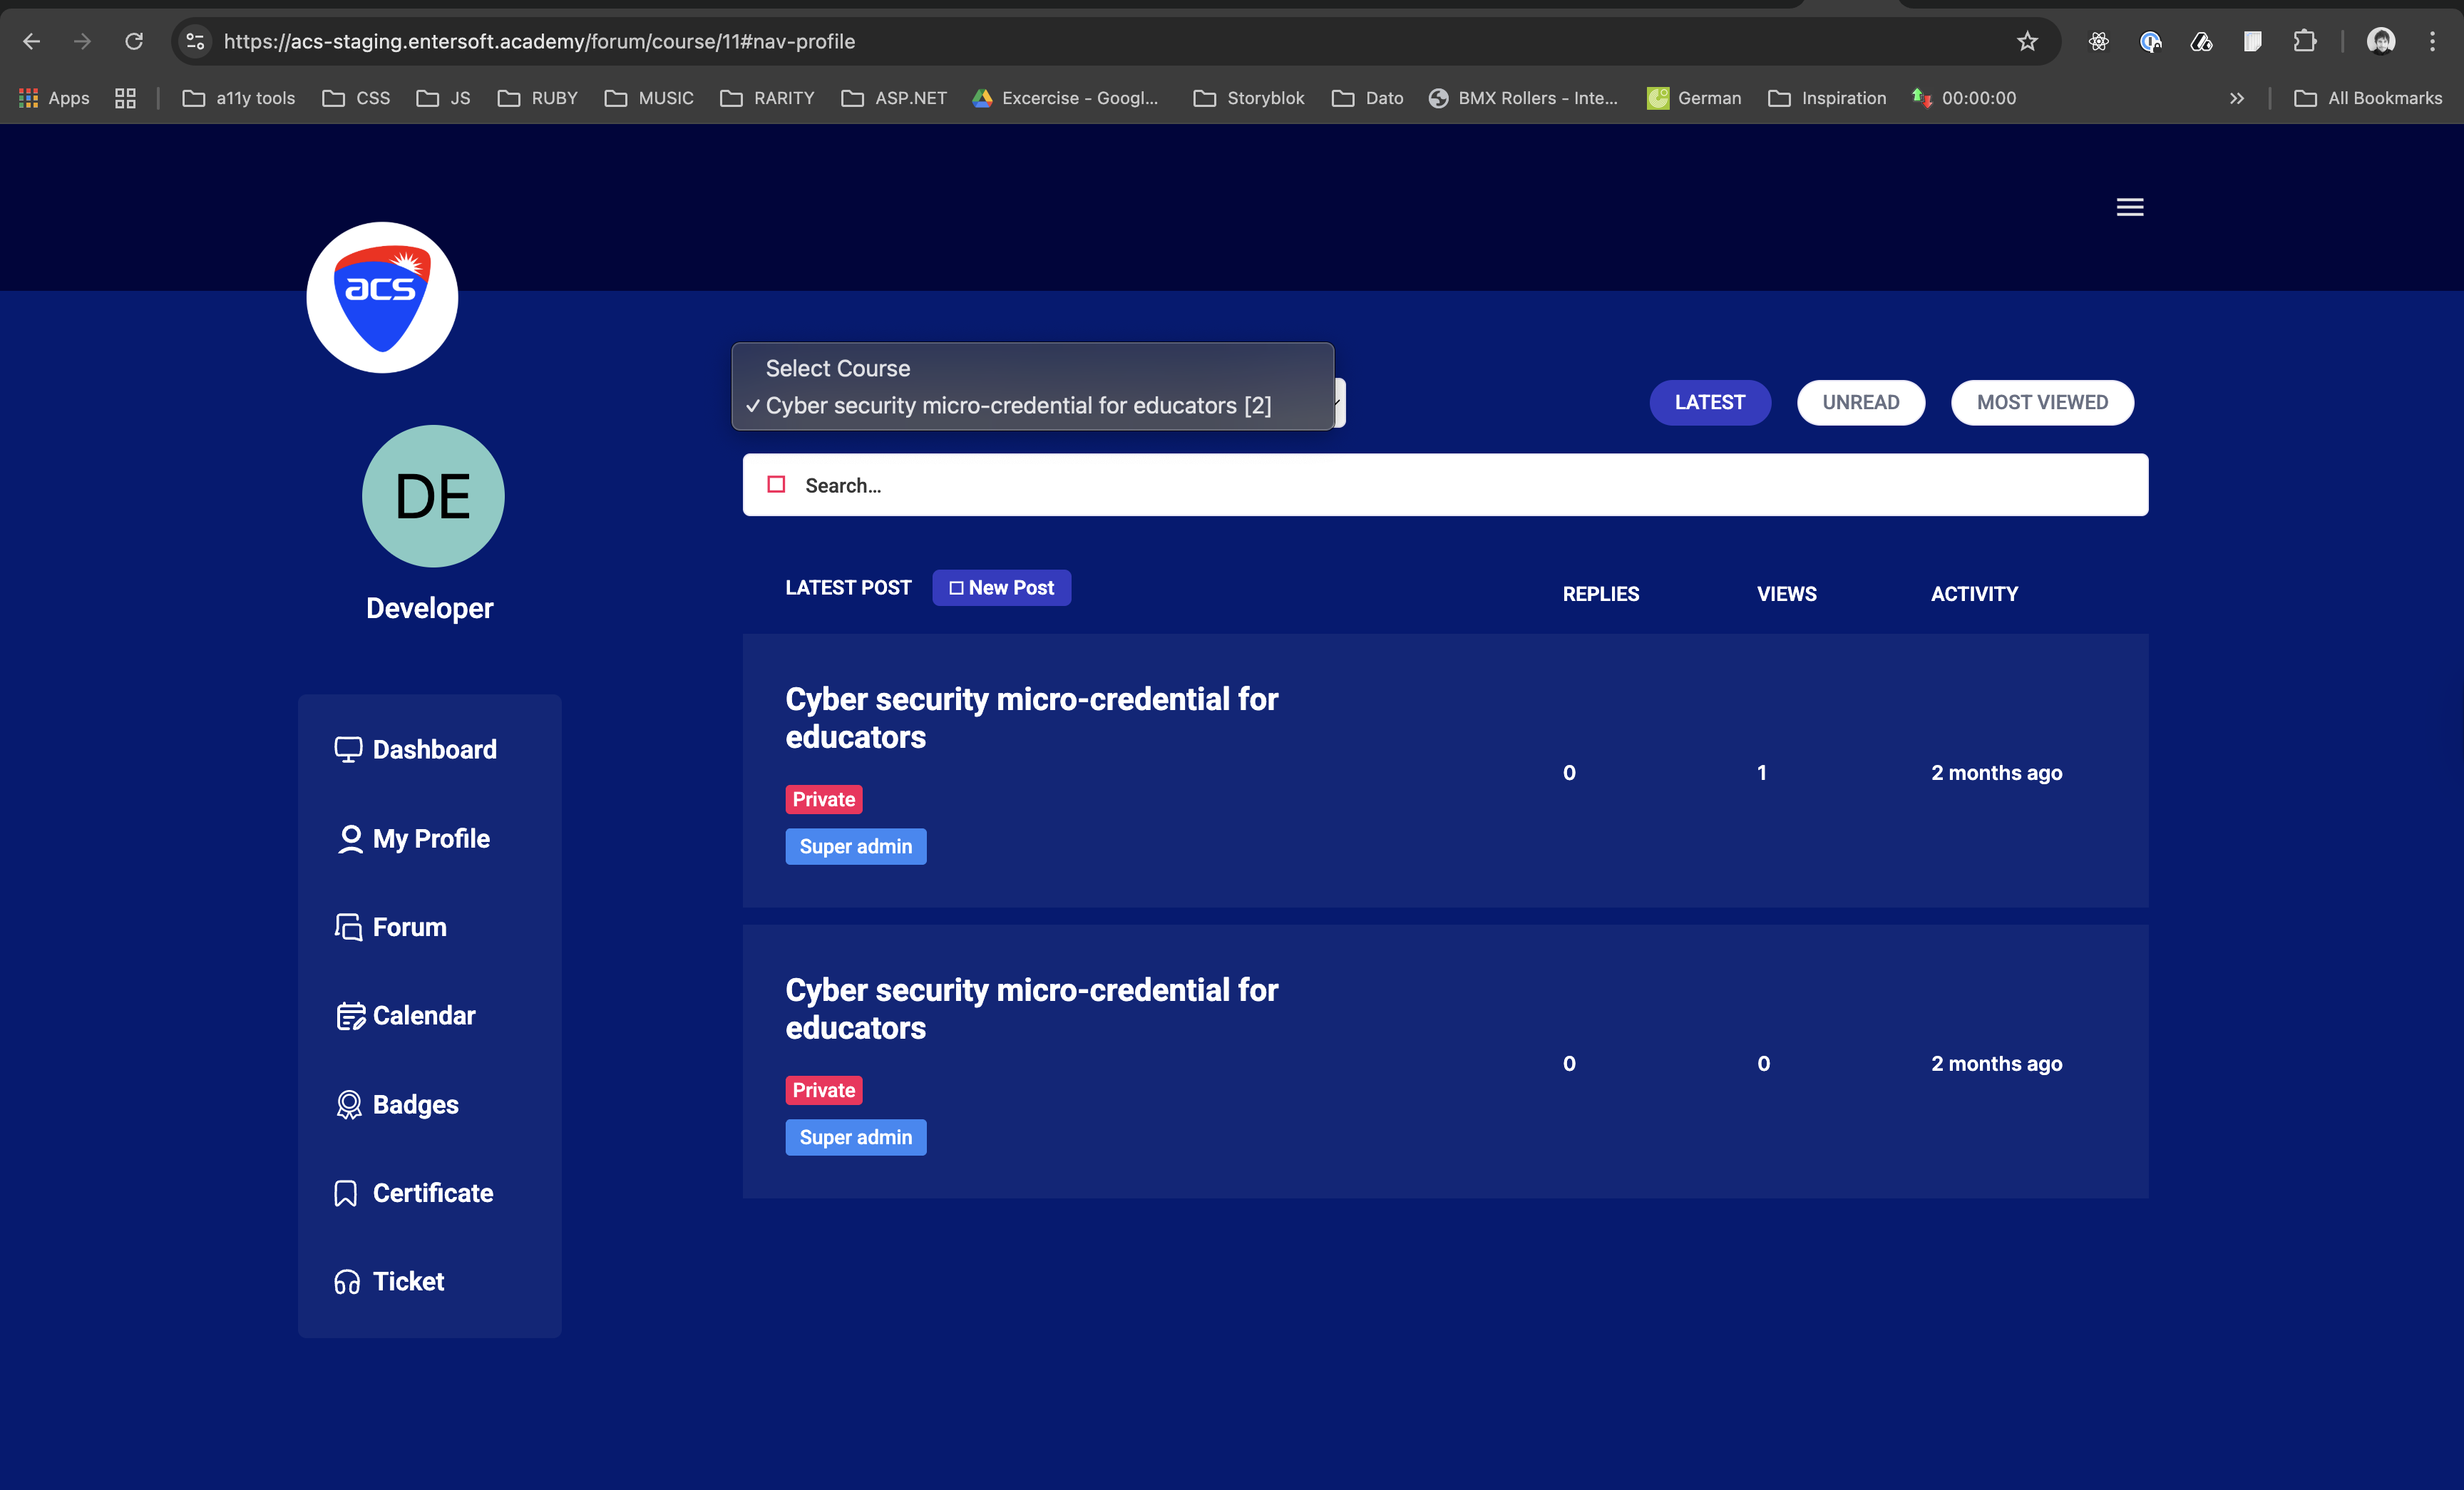 https://acs-staging.entersoft.academy/forum/course/11#nav-profile
Apps a11y tools CSS JS RUBY MUSIC RARITY ASP.NET Excercise - Googl... Storyblok Dato BMX Rollers - Inte... German Inspiration 00:00:00 All Bookmarks
acs
Select Course
✓ Cyber security micro-credential for educators [2]
LATEST UNREAD MOST VIEWED
Search...
DE
Developer
LATEST POST New Post REPLIES VIEWS ACTIVITY
Cyber security micro-credential for
educators
Private
Super admin
0 1 2 months ago
Cyber security micro-credential for
educators
Private
Super admin
0 0 2 months ago
Dashboard
My Profile
Forum
Calendar
Badges
Certificate
Ticket